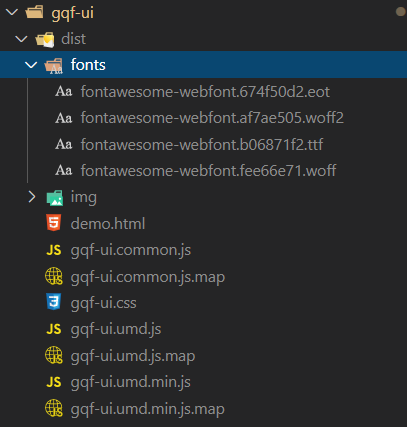 gqf-ui
dist
fonts
Aa fontawesome-webfont.674f50d2.eot
Aa fontawesome-webfont.af7ae505.woff2
Aa fontawesome-webfont.b06871f2.ttf
Aa fontawesome-webfont.fee66e71.woff
img
demo.html
JS gqf-ui.common.js
gqf-ui.common.js.map
gqf-ui.css
JS gqf-ui.umd.js
gqf-ui.umd.js.map
JS gqf-ui.umd.min.js
gqf-ui.umd.min.js.map